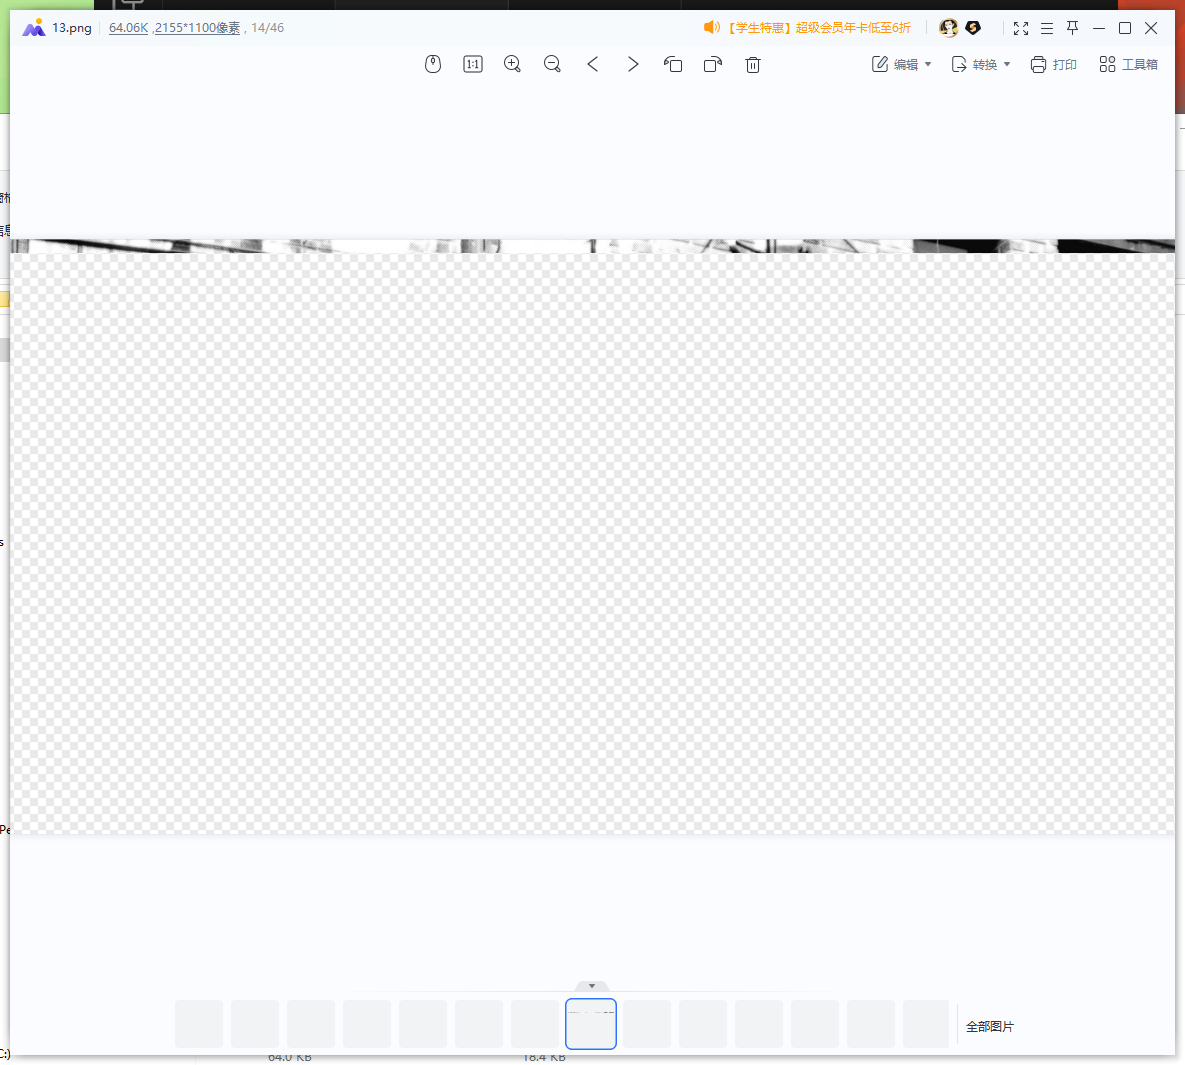 13.png
64.06K ,2155*1100像素 , 14/46
【学生特惠】超级会员年卡低至6折
1:1
编辑
转换
打印
工具箱
s
Pe
全部图片
C:)
64.0 KB
18.4 KB